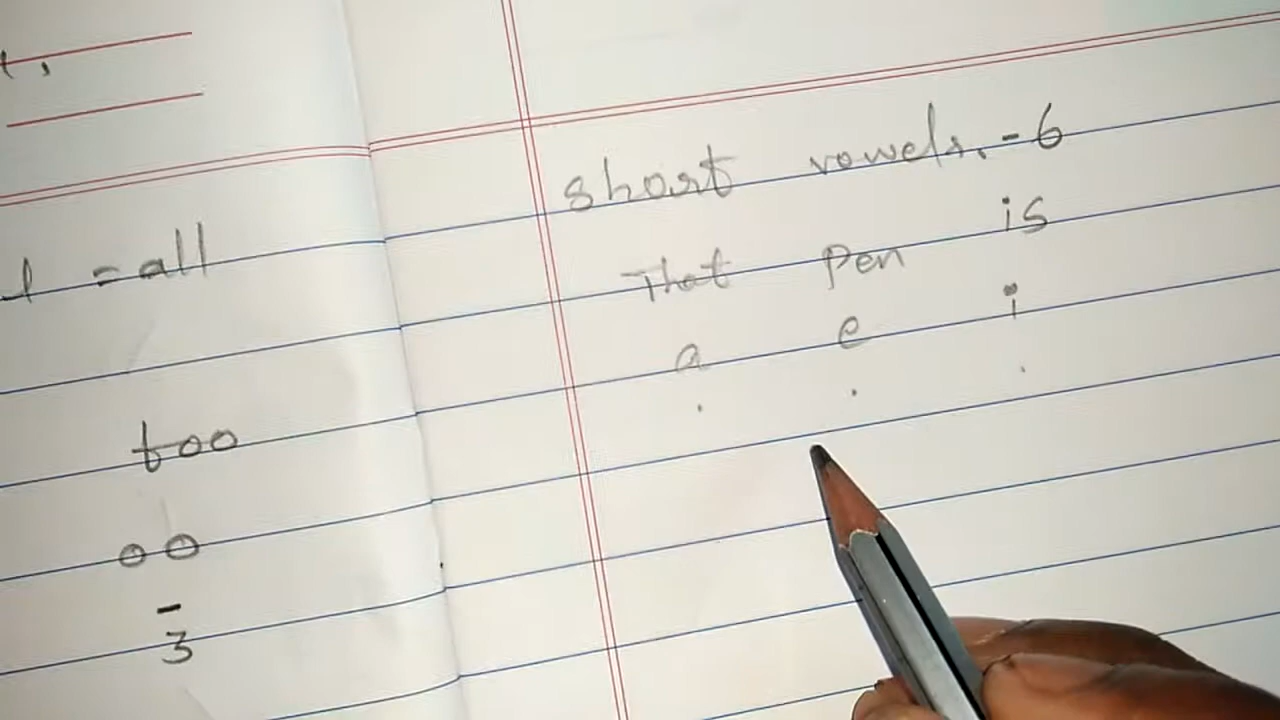 = all
too
oo
3
short vowels. - 6
That Pen is
a e i